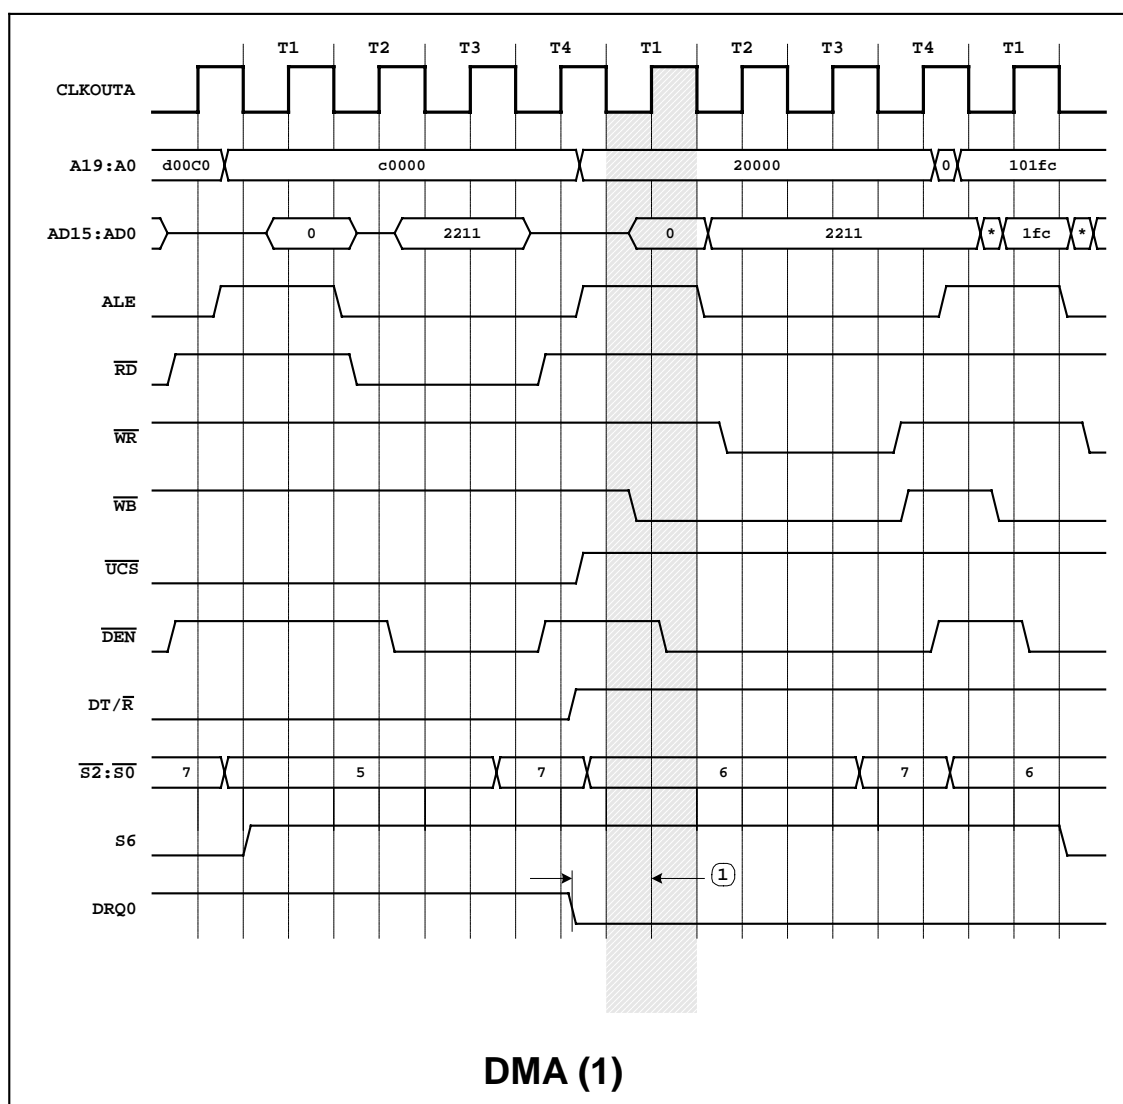 T1 T2 T3 T4 T1 T2 T3 T4 T1
CLKOUTA
A19:A0 d00C0 c0000 20000 0 101fc
AD15:AD0 0 2211 0 2211 * 1fc *
ALE
RD
WR
WB
UCS
DEN
DT/R
S2:S0 7 5 7 6 7 6
S6
1
DRQ0
DMA (1)